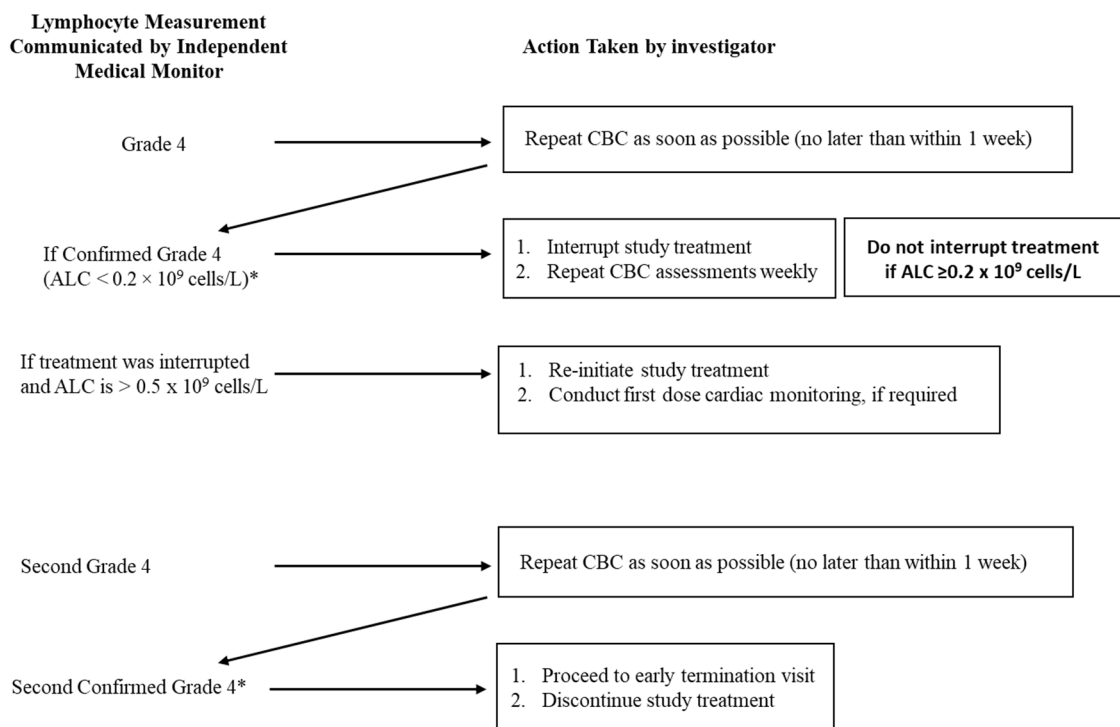 Lymphocyte Measurement
Communicated by Independent
Medical Monitor
Action Taken by investigator
Grade 4
Repeat CBC as soon as possible (no later than within 1 week)
If Confirmed Grade 4
(ALC < 0.2 × 10⁹ cells/L)*
1. Interrupt study treatment
2. Repeat CBC assessments weekly
Do not interrupt treatment
if ALC ≥0.2 x 10⁹ cells/L
If treatment was interrupted
and ALC is > 0.5 x 10⁹ cells/L
1. Re-initiate study treatment
2. Conduct first dose cardiac monitoring, if required
Second Grade 4
Repeat CBC as soon as possible (no later than within 1 week)
Second Confirmed Grade 4*
1. Proceed to early termination visit
2. Discontinue study treatment